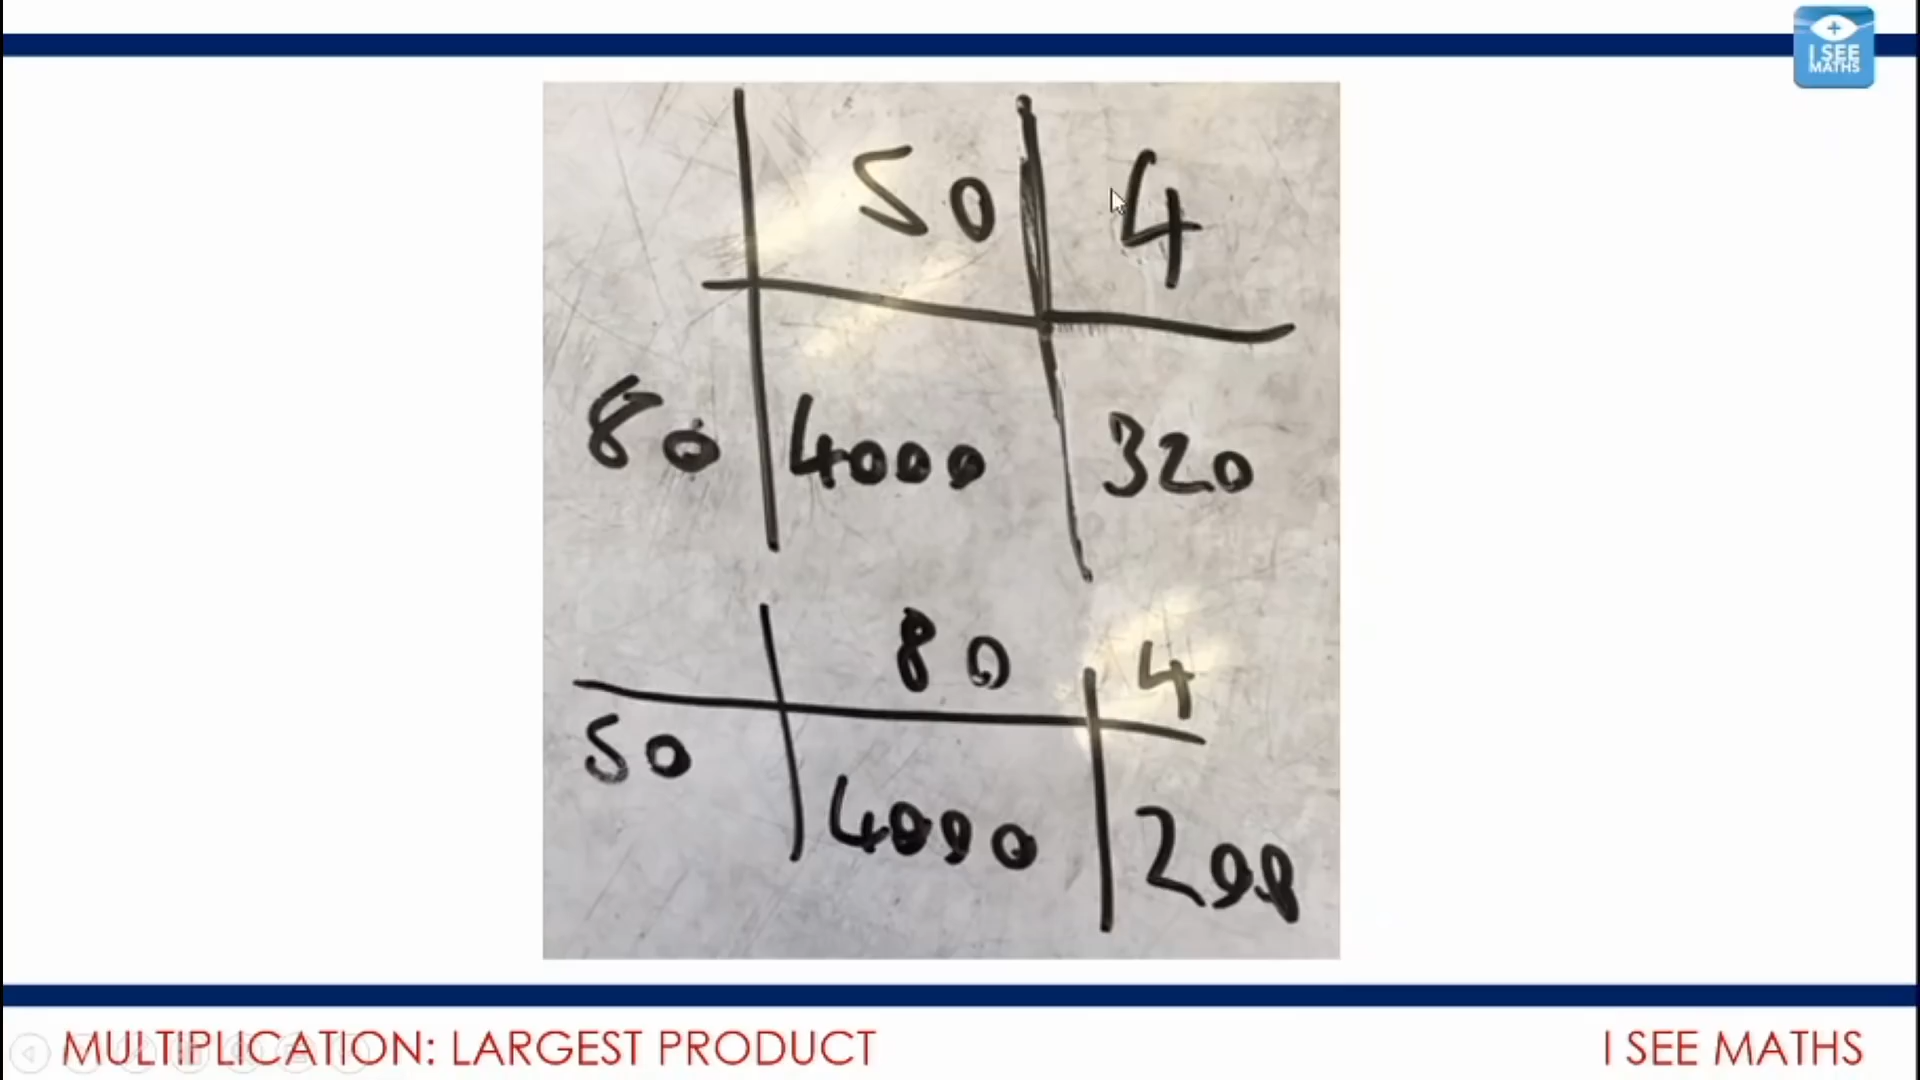 +
I SEE
MATHS
50 4
80 4000 320
80 4
50
4000 200
MULTIPLICATION: LARGEST PRODUCT
I SEE MATHS